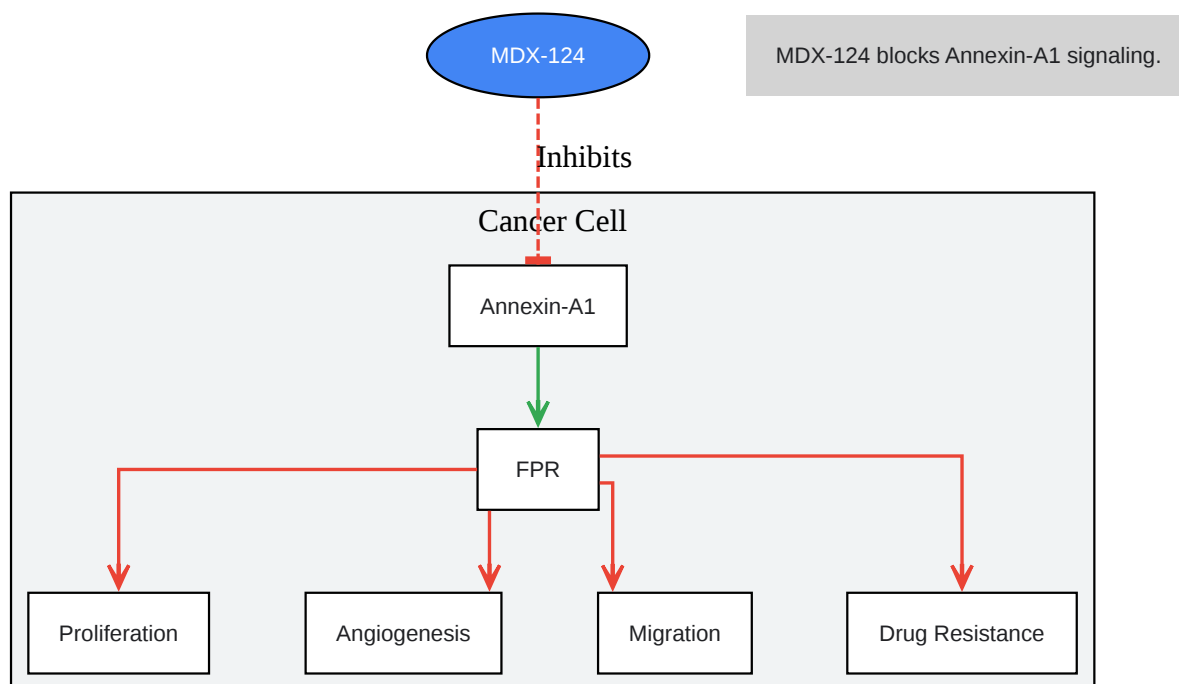 MDX-124
MDX-124 blocks Annexin-A1 signaling.
Inhibits
Cancer Cell
Annexin-A1
FPR
Proliferation
Angiogenesis
Migration
Drug Resistance